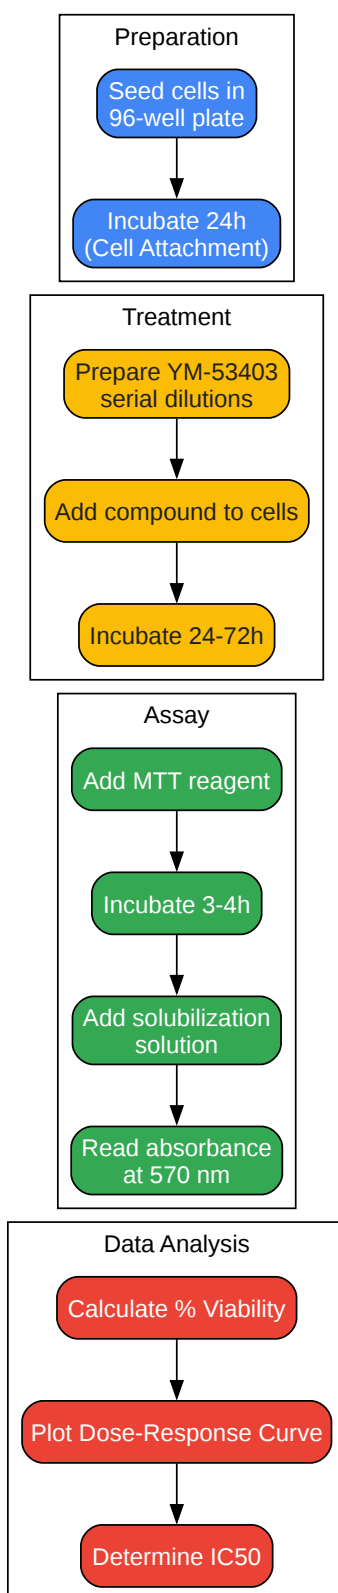 Preparation
Seed cells in
96-well plate
Incubate 24h
(Cell Attachment)
Treatment
Prepare YM-53403
serial dilutions
Add compound to cells
Incubate 24-72h
Assay
Add MTT reagent
Incubate 3-4h
Add solubilization
solution
Read absorbance
at 570 nm
Data Analysis
Calculate % Viability
Plot Dose-Response Curve
Determine IC50